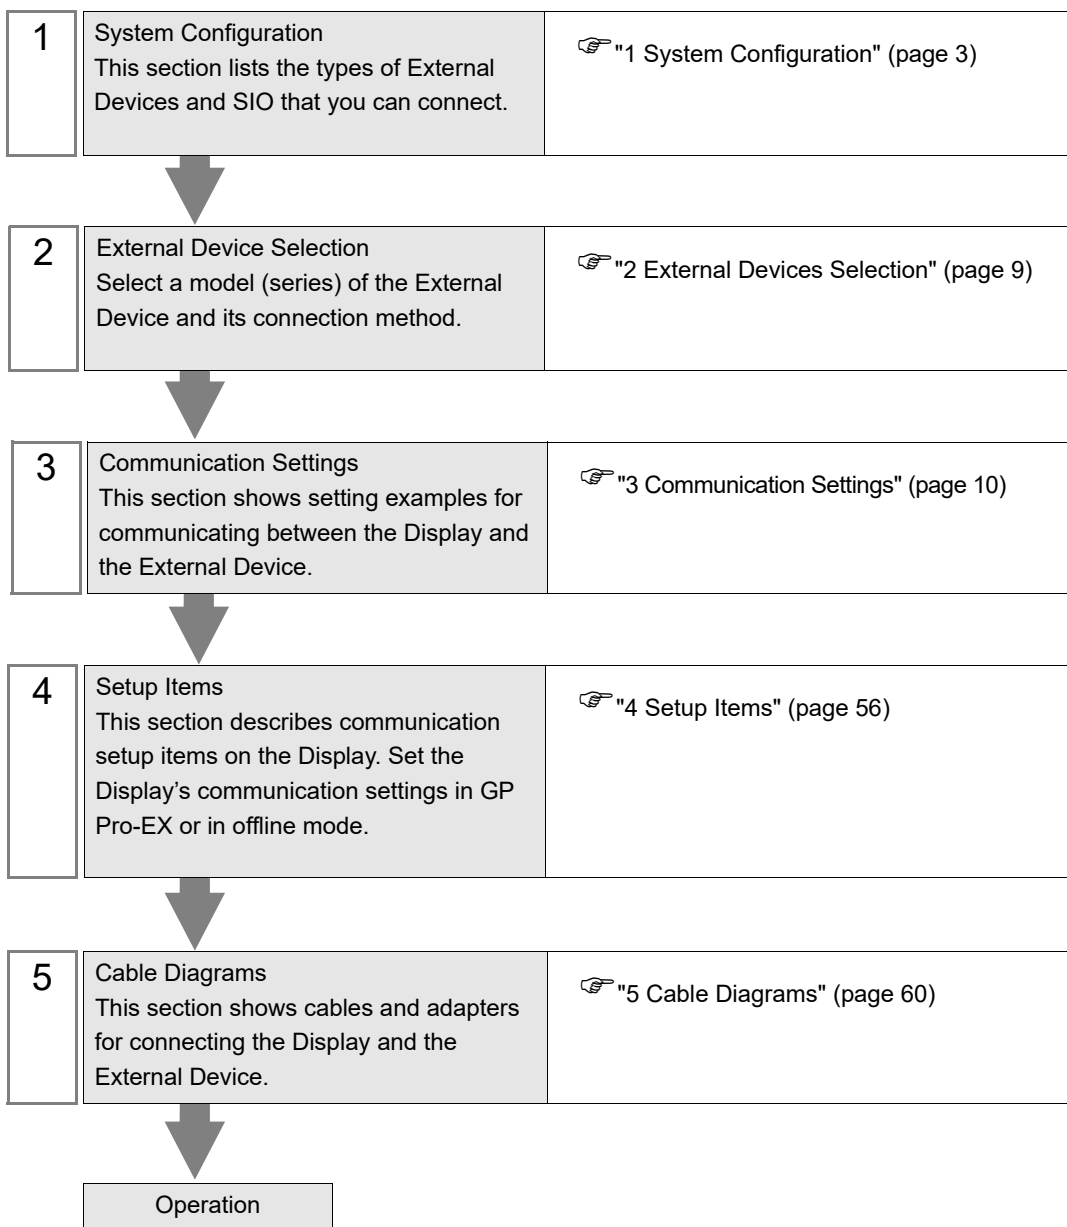 1
System Configuration
This section lists the types of External
Devices and SIO that you can connect.
"1 System Configuration" (page 3)
2
External Device Selection
Select a model (series) of the External
Device and its connection method.
"2 External Devices Selection" (page 9)
3
Communication Settings
This section shows setting examples for
communicating between the Display and
the External Device.
"3 Communication Settings" (page 10)
4
Setup Items
This section describes communication
setup items on the Display. Set the
Display’s communication settings in GP
Pro-EX or in offline mode.
"4 Setup Items" (page 56)
5
Cable Diagrams
This section shows cables and adapters
for connecting the Display and the
External Device.
"5 Cable Diagrams" (page 60)
Operation